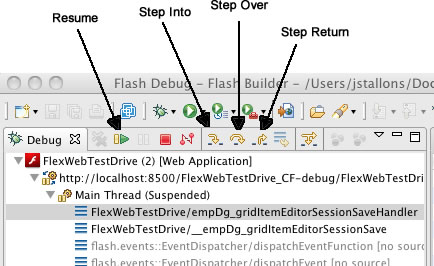 Step Over
Step Into
Step Return
Resume
Flash Debug – Flash Builder – /Users/jstallons/Doc
Debug
FlexWebTestDrive (2) [Web Application]
http://localhost:8500/FlexWebTestDrive_CF-debug/FlexWebTestDri
Main Thread (Suspended)
FlexWebTestDrive/empDg_gridItemEditorSessionSaveHandler
FlexWebTestDrive/__empDg_gridItemEditorSessionSave
flash.events::EventDispatcher/dispatchEventFunction [no source]
flash.events::EventDispatcher/dispatchEvent [no source]